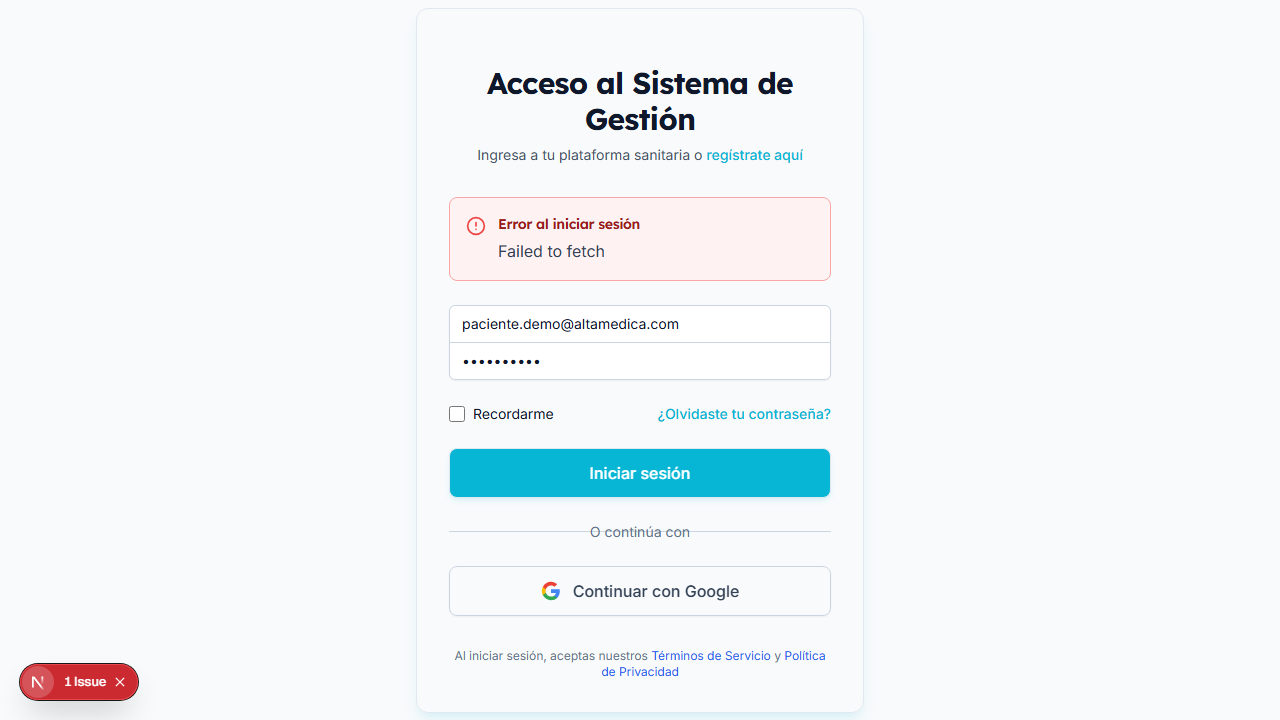 Acceso al Sistema de
Gestión
Ingresa a tu plataforma sanitaria o regístrate aquí
Error al iniciar sesión
Failed to fetch
paciente.demo@altamedica.com
••••••••••
Recordarme
¿Olvidaste tu contraseña?
Iniciar sesión
O continúa con
Continuar con Google
Al iniciar sesión, aceptas nuestros Términos de Servicio y Política
de Privacidad
N 1 Issue